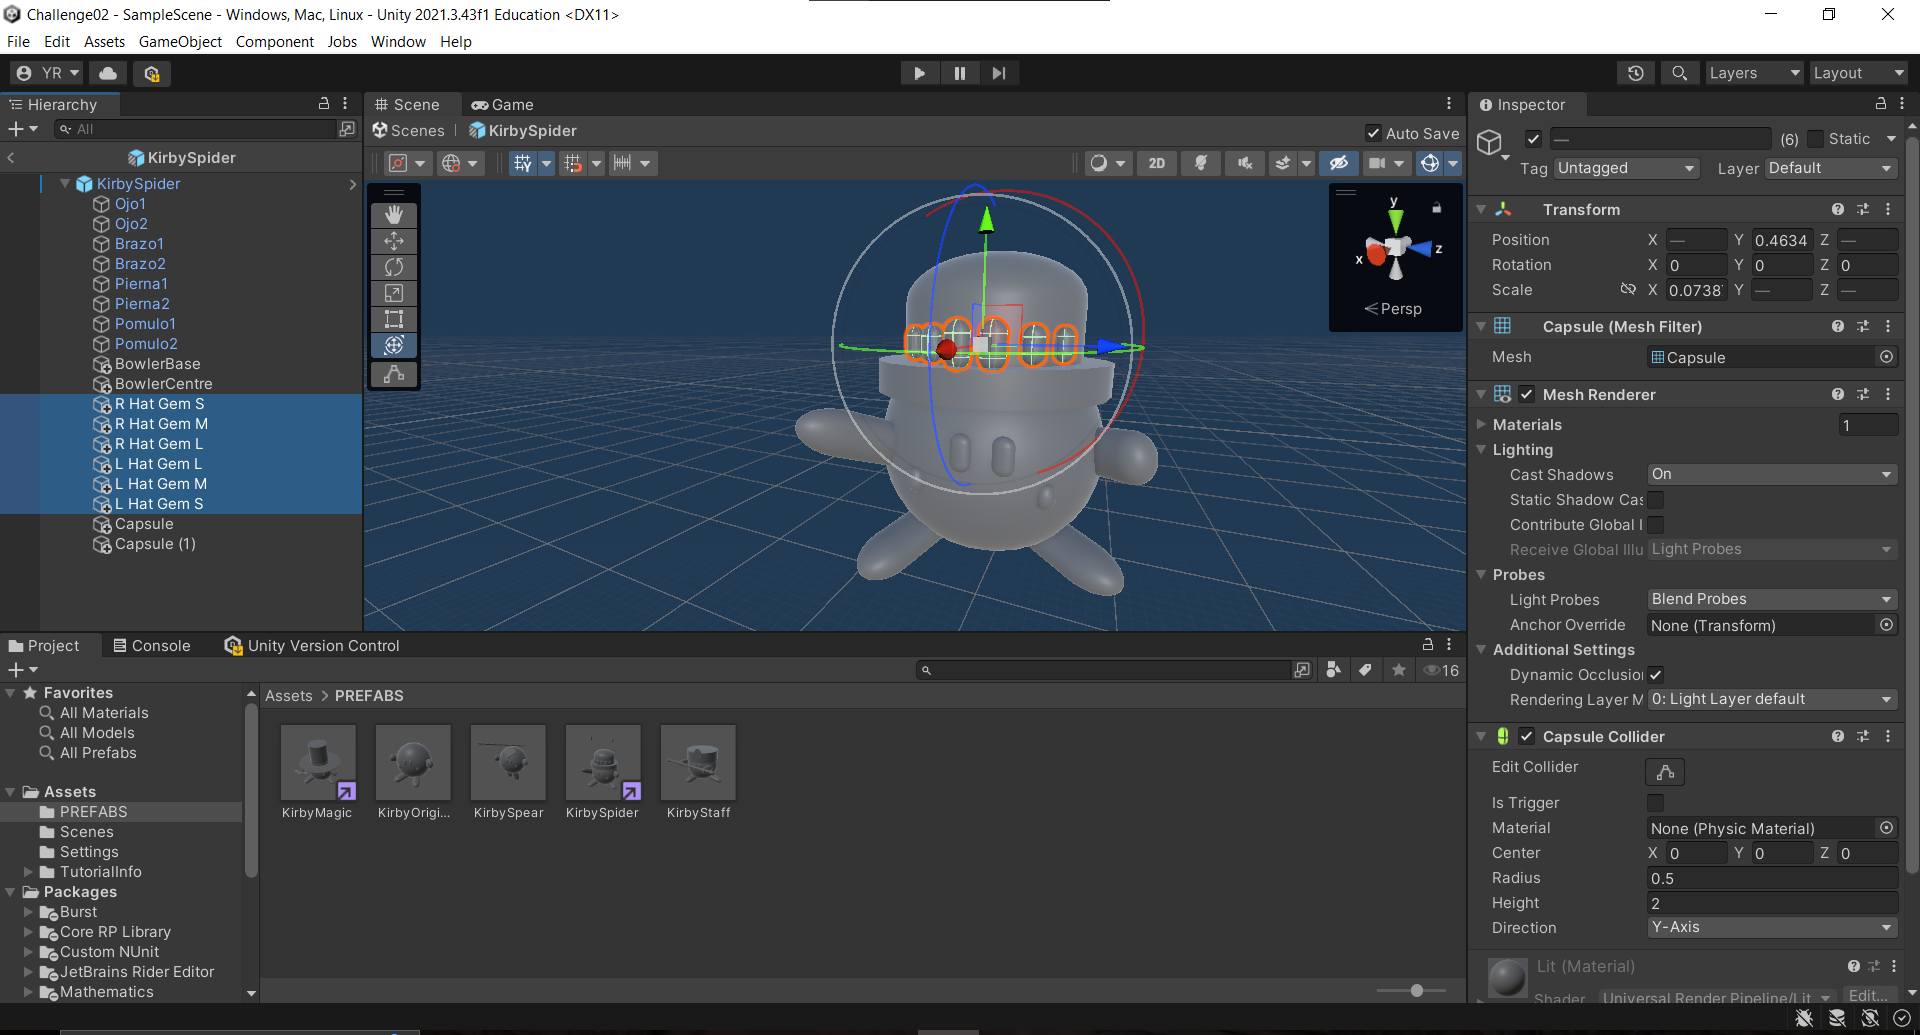 Challenge02 - SampleScene - Windows, Mac, Linux - Unity 2021.3.43f1 Education <DX11>
File Edit Assets GameObject Component Jobs Window Help
YR
Layers
Layout
Hierarchy
All
KirbySpider
KirbySpider
Ojo1
Ojo2
Brazo1
Brazo2
Pierna1
Pierna2
Pomulo1
Pomulo2
BowlerBase
BowlerCentre
R Hat Gem S
R Hat Gem M
R Hat Gem L
L Hat Gem L
L Hat Gem M
L Hat Gem S
Capsule
Capsule (1)
Scene Game
Scenes | KirbySpider
Auto Save
2D
y
x
z
Persp
Inspector
— (6) Static
Tag Untagged Layer Default
Transform
Position X — Y 0.4634 Z —
Rotation X 0 Y 0 Z 0
Scale X 0.0738 Y — Z —
Capsule (Mesh Filter)
Mesh Capsule
Mesh Renderer
Materials 1
Lighting
Cast Shadows On
Static Shadow Cas
Contribute Global I
Receive Global Illu Light Probes
Probes
Light Probes Blend Probes
Anchor Override None (Transform)
Additional Settings
Dynamic Occlusion
Rendering Layer M 0: Light Layer default
Capsule Collider
Edit Collider
Is Trigger
Material None (Physic Material)
Center X 0 Y 0 Z 0
Radius 0.5
Height 2
Direction Y-Axis
Lit (Material)
Shader Universal Render Pipeline/Lit Edit...
Project Console Unity Version Control
16
Favorites
All Materials
All Models
All Prefabs
Assets
PREFABS
Scenes
Settings
TutorialInfo
Packages
Burst
Core RP Library
Custom NUnit
JetBrains Rider Editor
Mathematics
Assets > PREFABS
KirbyMagic KirbyOrigi... KirbySpear KirbySpider KirbyStaff